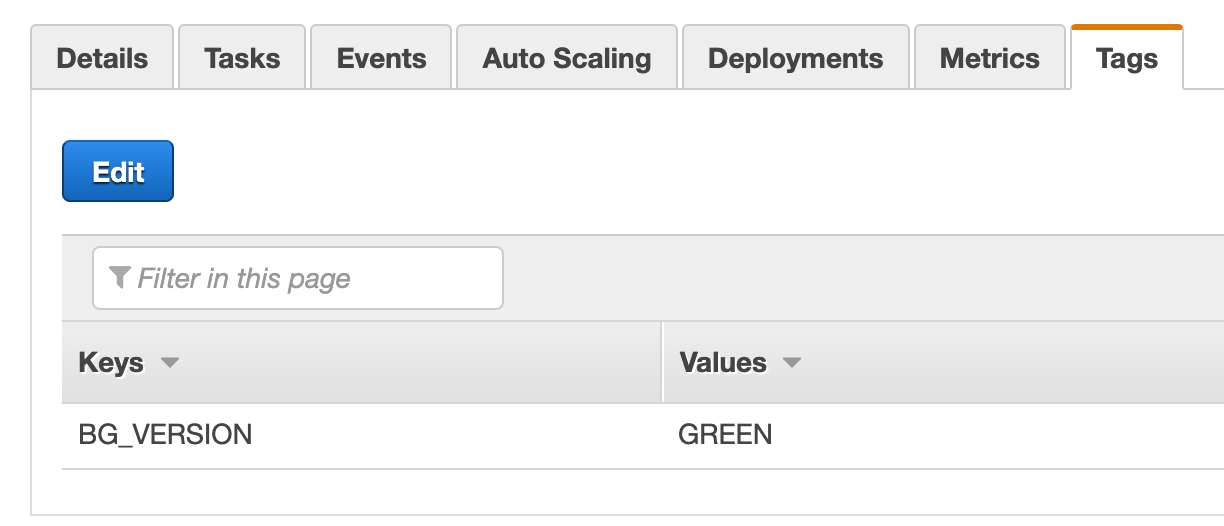 Details Tasks Events Auto Scaling Deployments Metrics Tags
Edit
Filter in this page
Keys Values
BG_VERSION GREEN